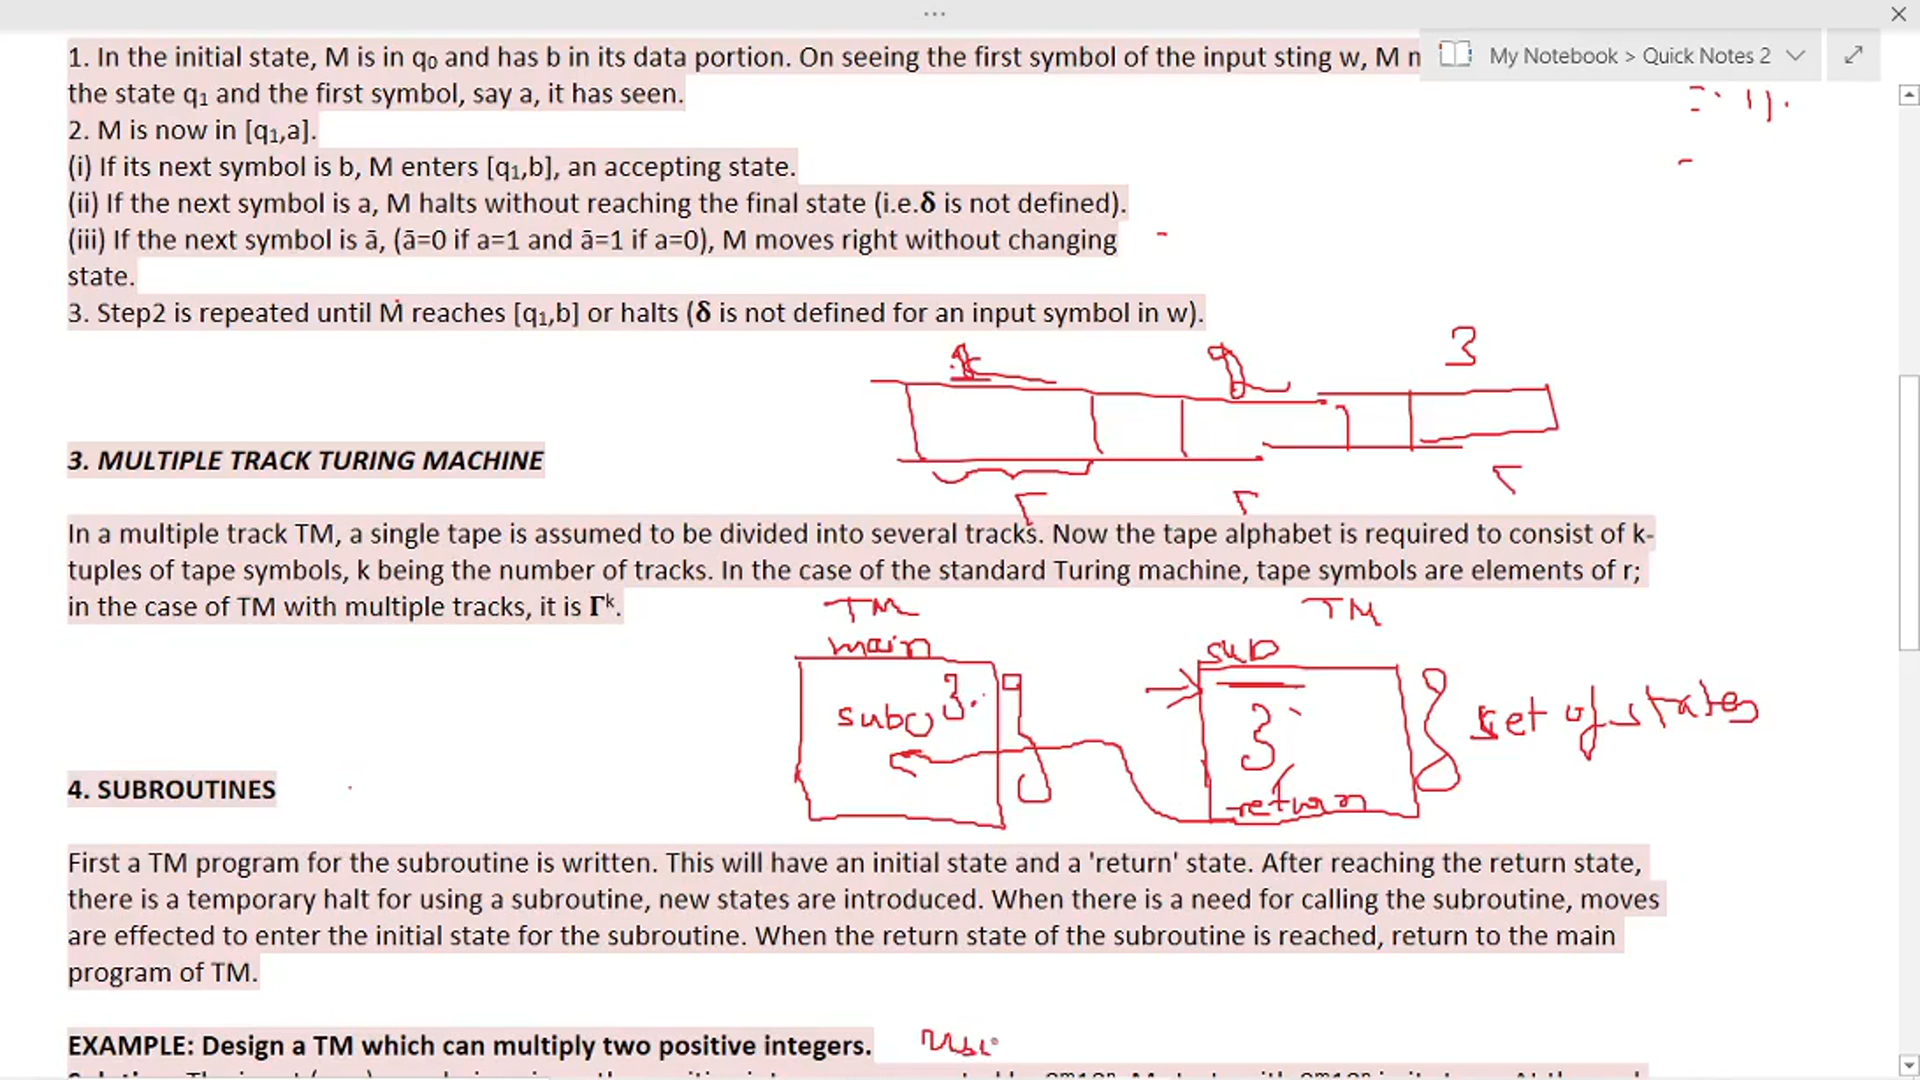 My Notebook > Quick Notes 2
1. In the initial state, M is in q₀ and has b in its data portion. On seeing the first symbol of the input sting w, M
the state q₁ and the first symbol, say a, it has seen.
2. M is now in [q₁,a].
(i) If its next symbol is b, M enters [q₁,b], an accepting state.
(ii) If the next symbol is a, M halts without reaching the final state (i.e.δ is not defined).
(iii) If the next symbol is ā, (ā=0 if a=1 and ā=1 if a=0), M moves right without changing
state.
3. Step2 is repeated until M reaches [q₁,b] or halts (δ is not defined for an input symbol in w).
3
3. MULTIPLE TRACK TURING MACHINE
Γ Γ Γ
In a multiple track TM, a single tape is assumed to be divided into several tracks. Now the tape alphabet is required to consist of k-
tuples of tape symbols, k being the number of tracks. In the case of the standard Turing machine, tape symbols are elements of r;
in the case of TM with multiple tracks, it is Γᵏ.
TM TM
main sub
sub()
set of states
return
4. SUBROUTINES
First a TM program for the subroutine is written. This will have an initial state and a 'return' state. After reaching the return state,
there is a temporary halt for using a subroutine, new states are introduced. When there is a need for calling the subroutine, moves
are effected to enter the initial state for the subroutine. When the return state of the subroutine is reached, return to the main
program of TM.
EXAMPLE: Design a TM which can multiply two positive integers.